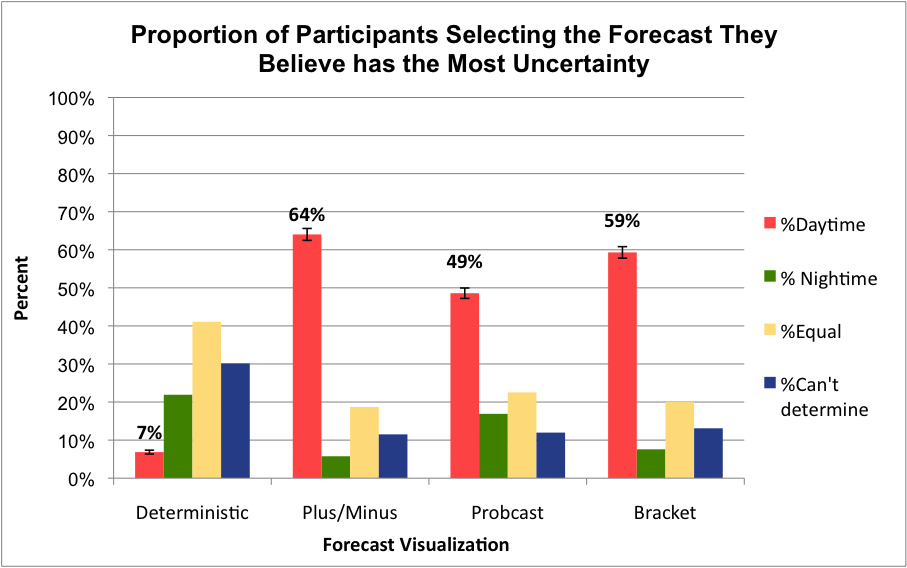 Proportion of Participants Selecting the Forecast They
Believe has the Most Uncertainty
100%
90%
80%
70%
60%
50%
40%
30%
20%
10%
0%
Percent
7%
64%
49%
59%
Deterministic
Plus/Minus
Probcast
Bracket
Forecast Visualization
%Daytime
% Nightime
%Equal
%Can't
determine